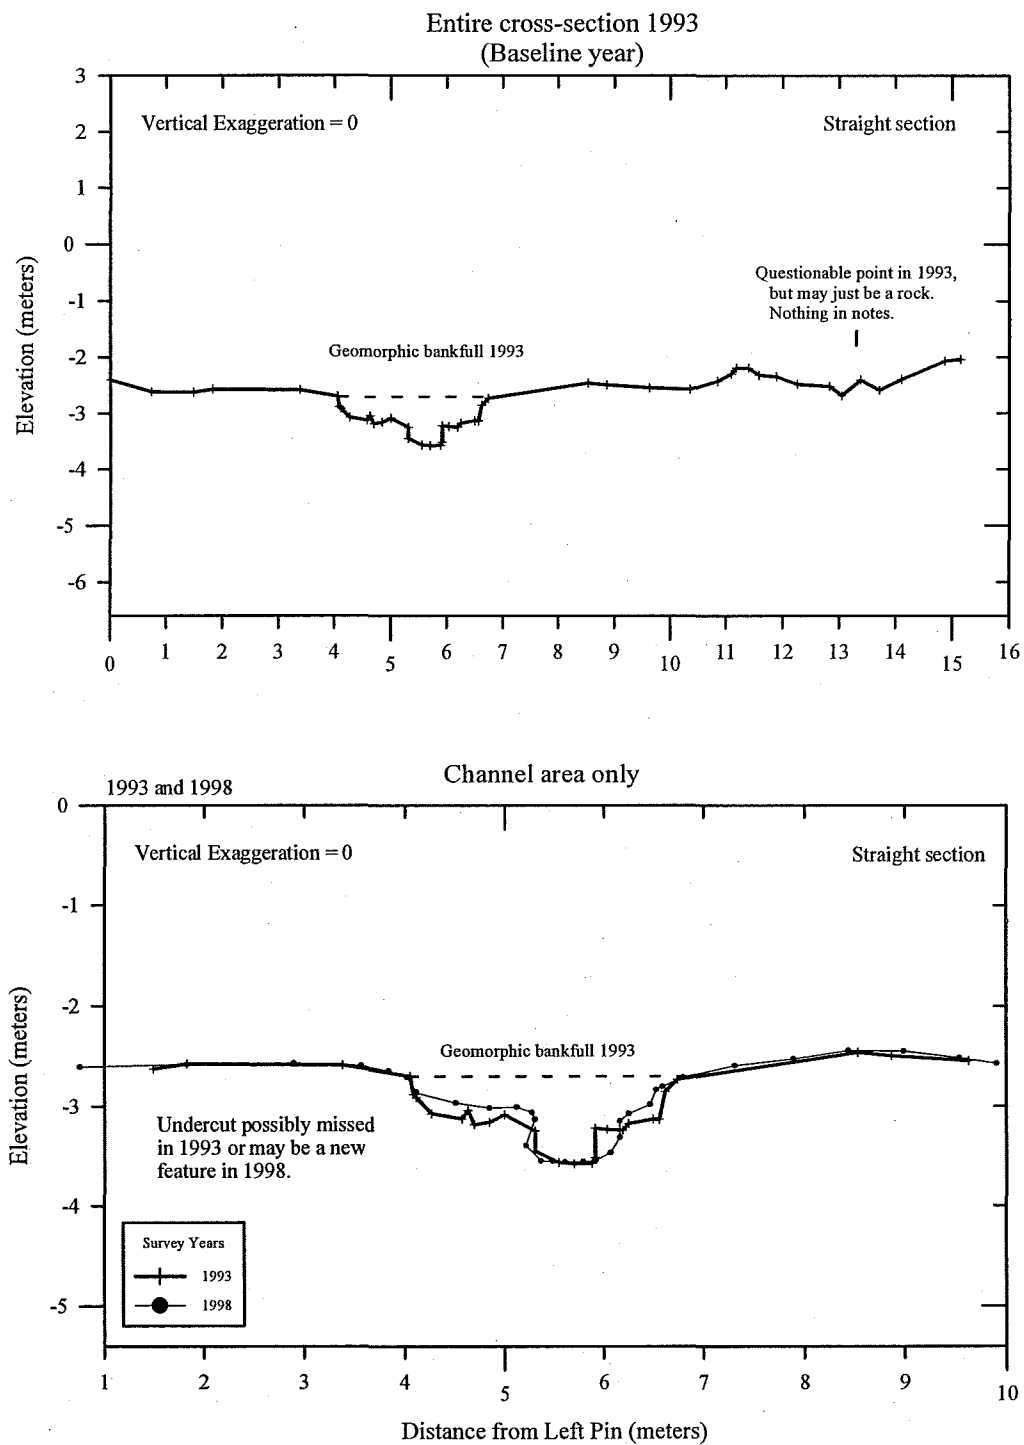 Entire cross-section 1993
(Baseline year)
Vertical Exaggeration = 0
Straight section
3
2
1
0
-1
-2
-3
-4
-5
-6
Elevation (meters)
Questionable point in 1993,
but may just be a rock.
Nothing in notes.
Geomorphic bankfull 1993
0 1 2 3 4 5 6 7 8 9 10 11 12 13 14 15 16
Channel area only
1993 and 1998
Vertical Exaggeration = 0
Straight section
0
-1
-2
-3
-4
-5
Elevation (meters)
Geomorphic bankfull 1993
Undercut possibly missed
in 1993 or may be a new
feature in 1998.
Survey Years
1993
1998
1 2 3 4 5 6 7 8 9 10
Distance from Left Pin (meters)